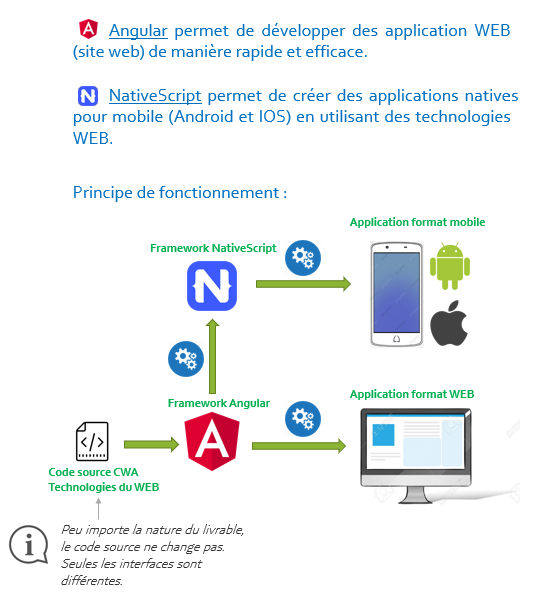 Angular permet de développer des application WEB
(site web) de manière rapide et efficace.
NativeScript permet de créer des applications natives
pour mobile (Android et IOS) en utilisant des technologies
WEB.
Principe de fonctionnement :
Application format mobile
Framework NativeScript
Framework Angular
Application format WEB
Code source CWA
Technologies du WEB
Peu importe la nature du livrable,
le code source ne change pas.
Seules les interfaces sont
différentes.